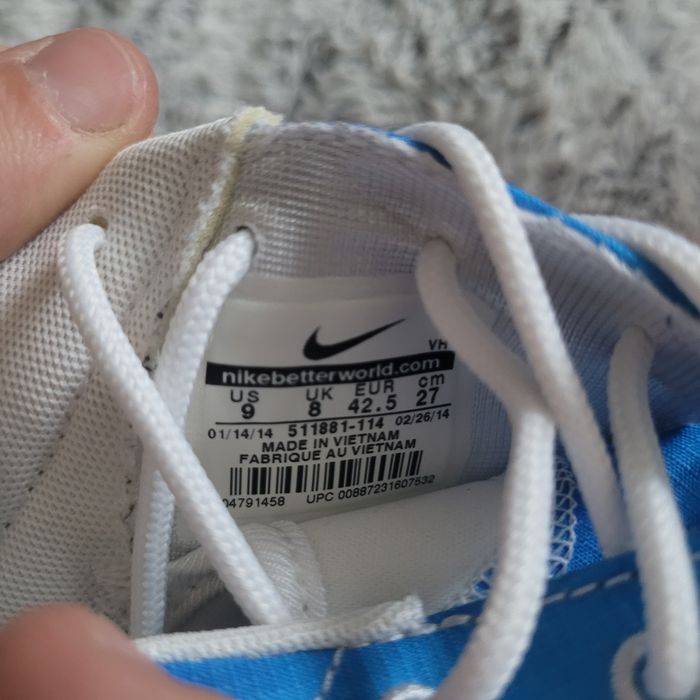 VH
nikebetterworld.com
US UK EUR cm
9 8 42.5 27
01/14/14 511881-114 02/26/14
MADE IN VIETNAM
FABRIQUE AU VIETNAM
04791458 UPC 00887231607532